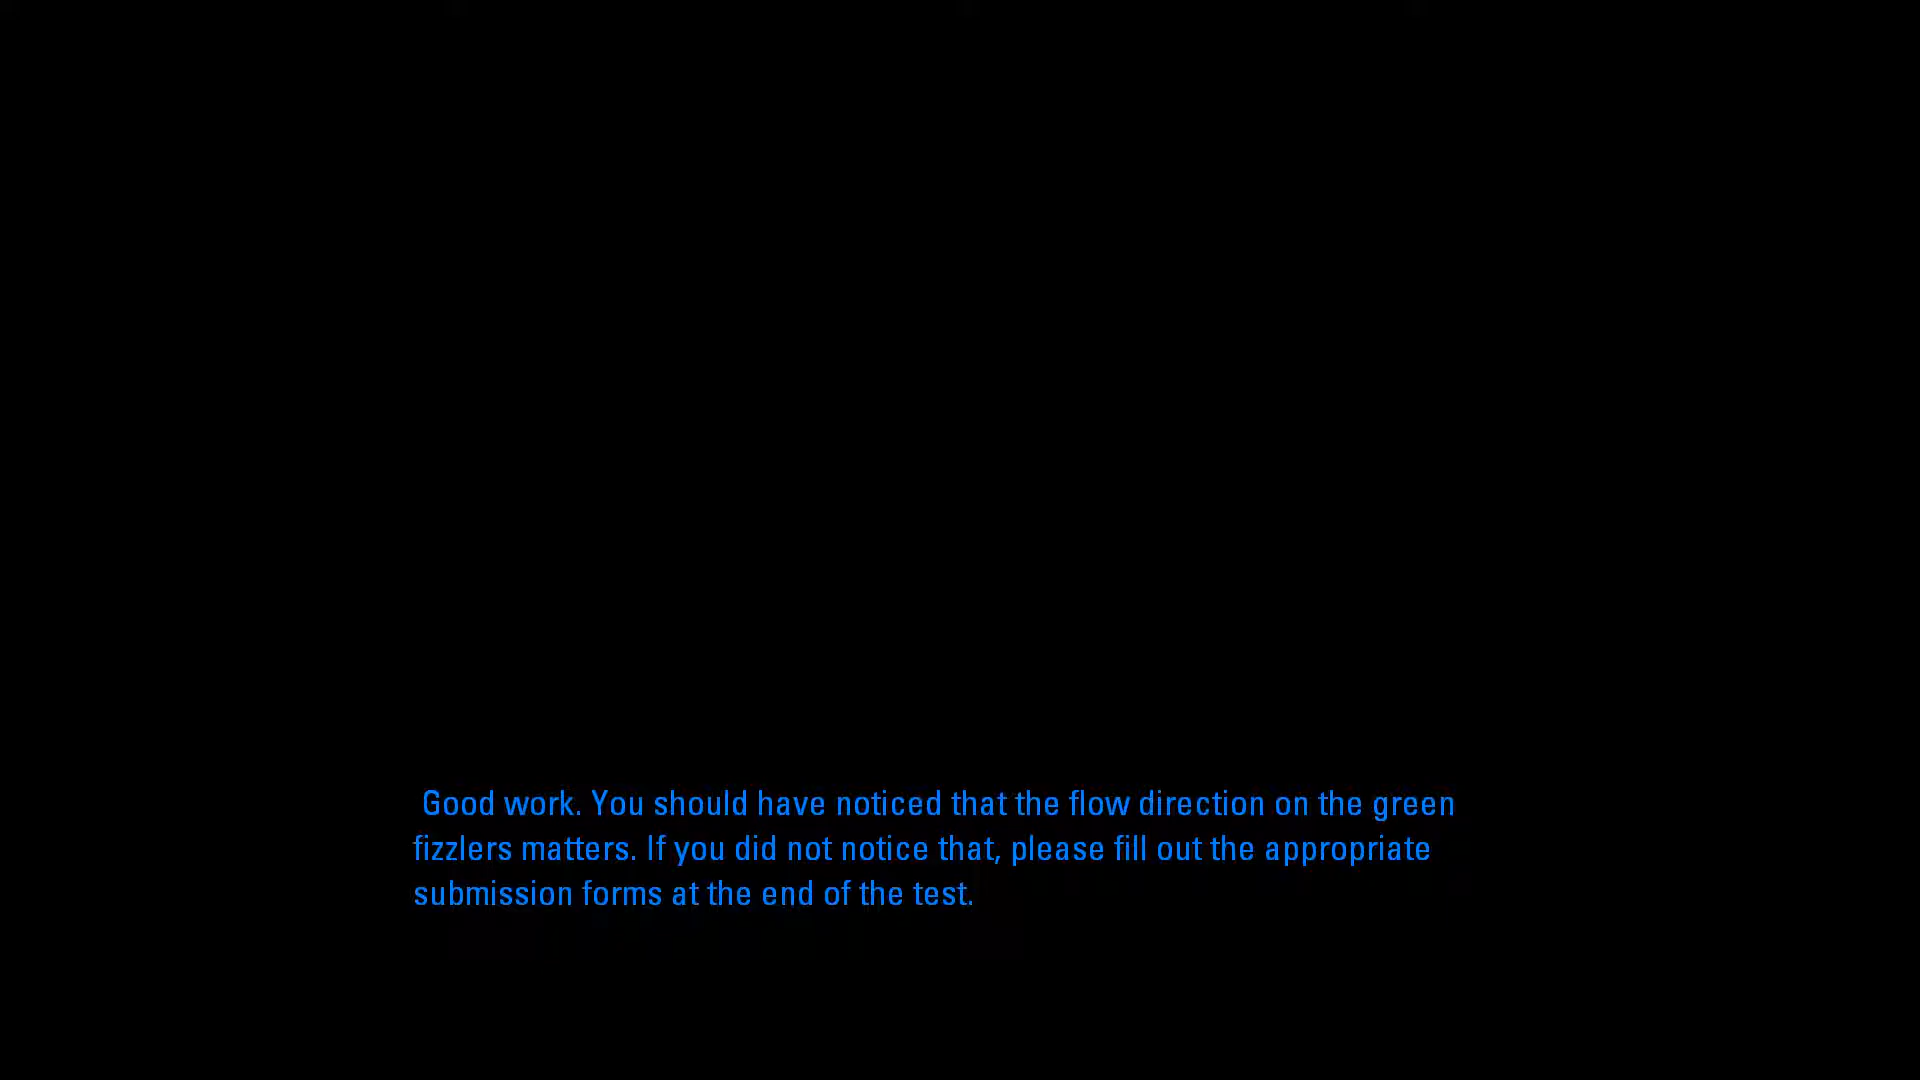 Good work. You should have noticed that the flow direction on the green
fizzlers matters. If you did not notice that, please fill out the appropriate
submission forms at the end of the test.